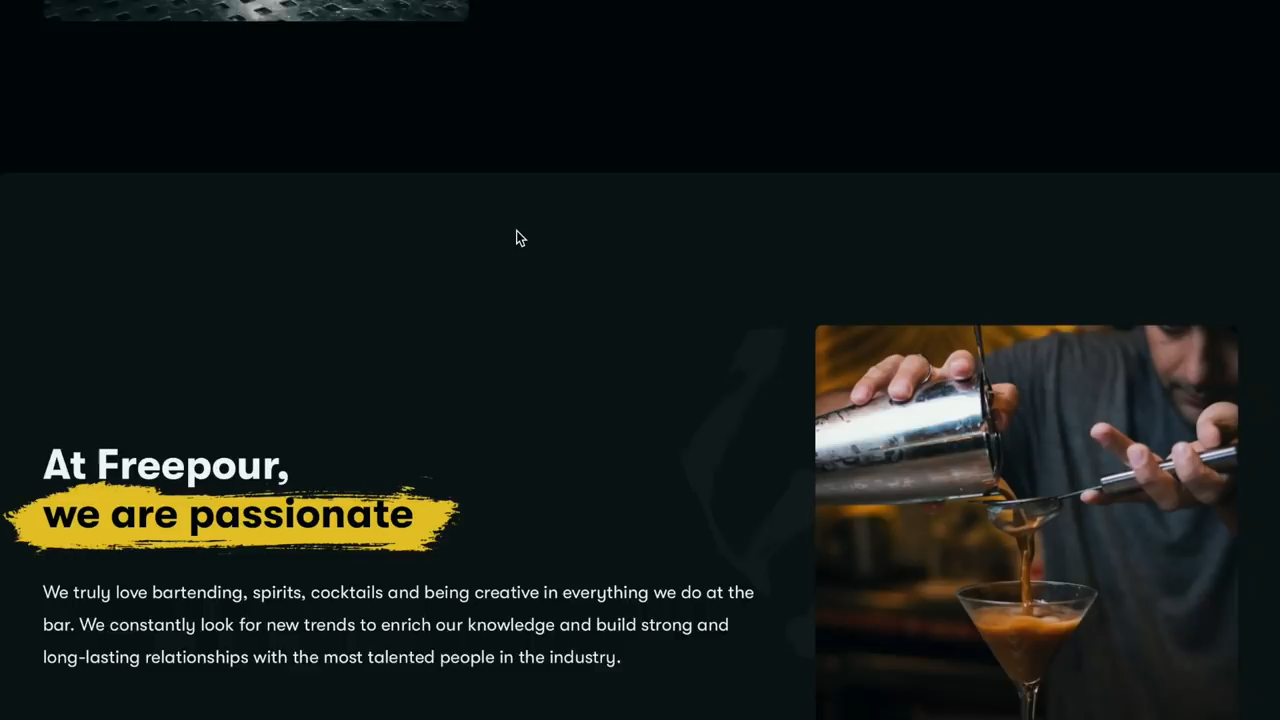 At Freepour,
we are passionate
We truly love bartending, spirits, cocktails and being creative in everything we do at the
bar. We constantly look for new trends to enrich our knowledge and build strong and
long-lasting relationships with the most talented people in the industry.